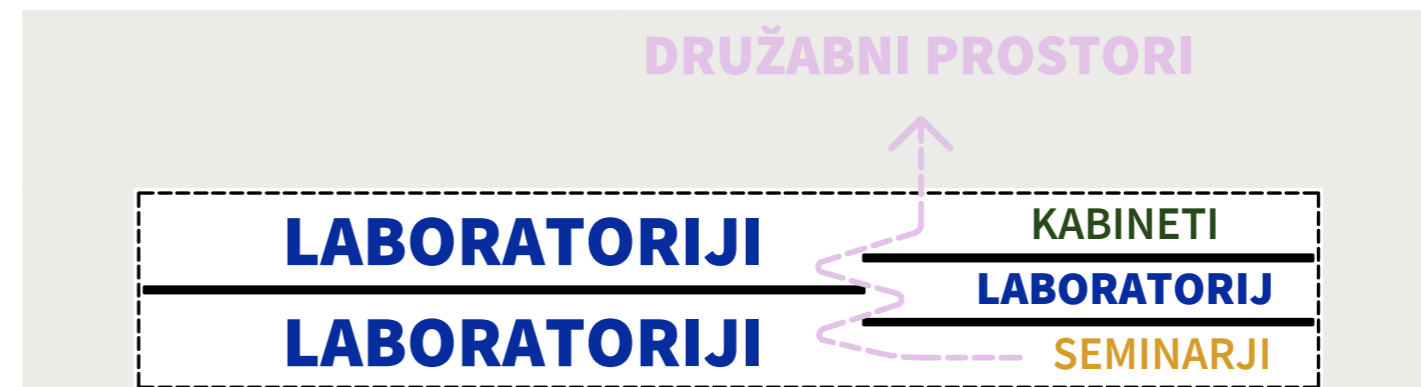 DRUŽABNI PROSTORI
LABORATORIJI
KABINETI
LABORATORIJ
LABORATORIJI
SEMINARJI